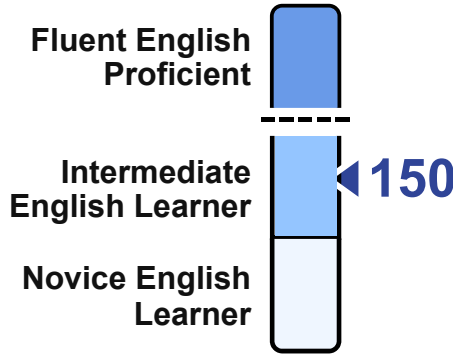 Fluent English
Proficient
Intermediate
English Learner
150
Novice English
Learner